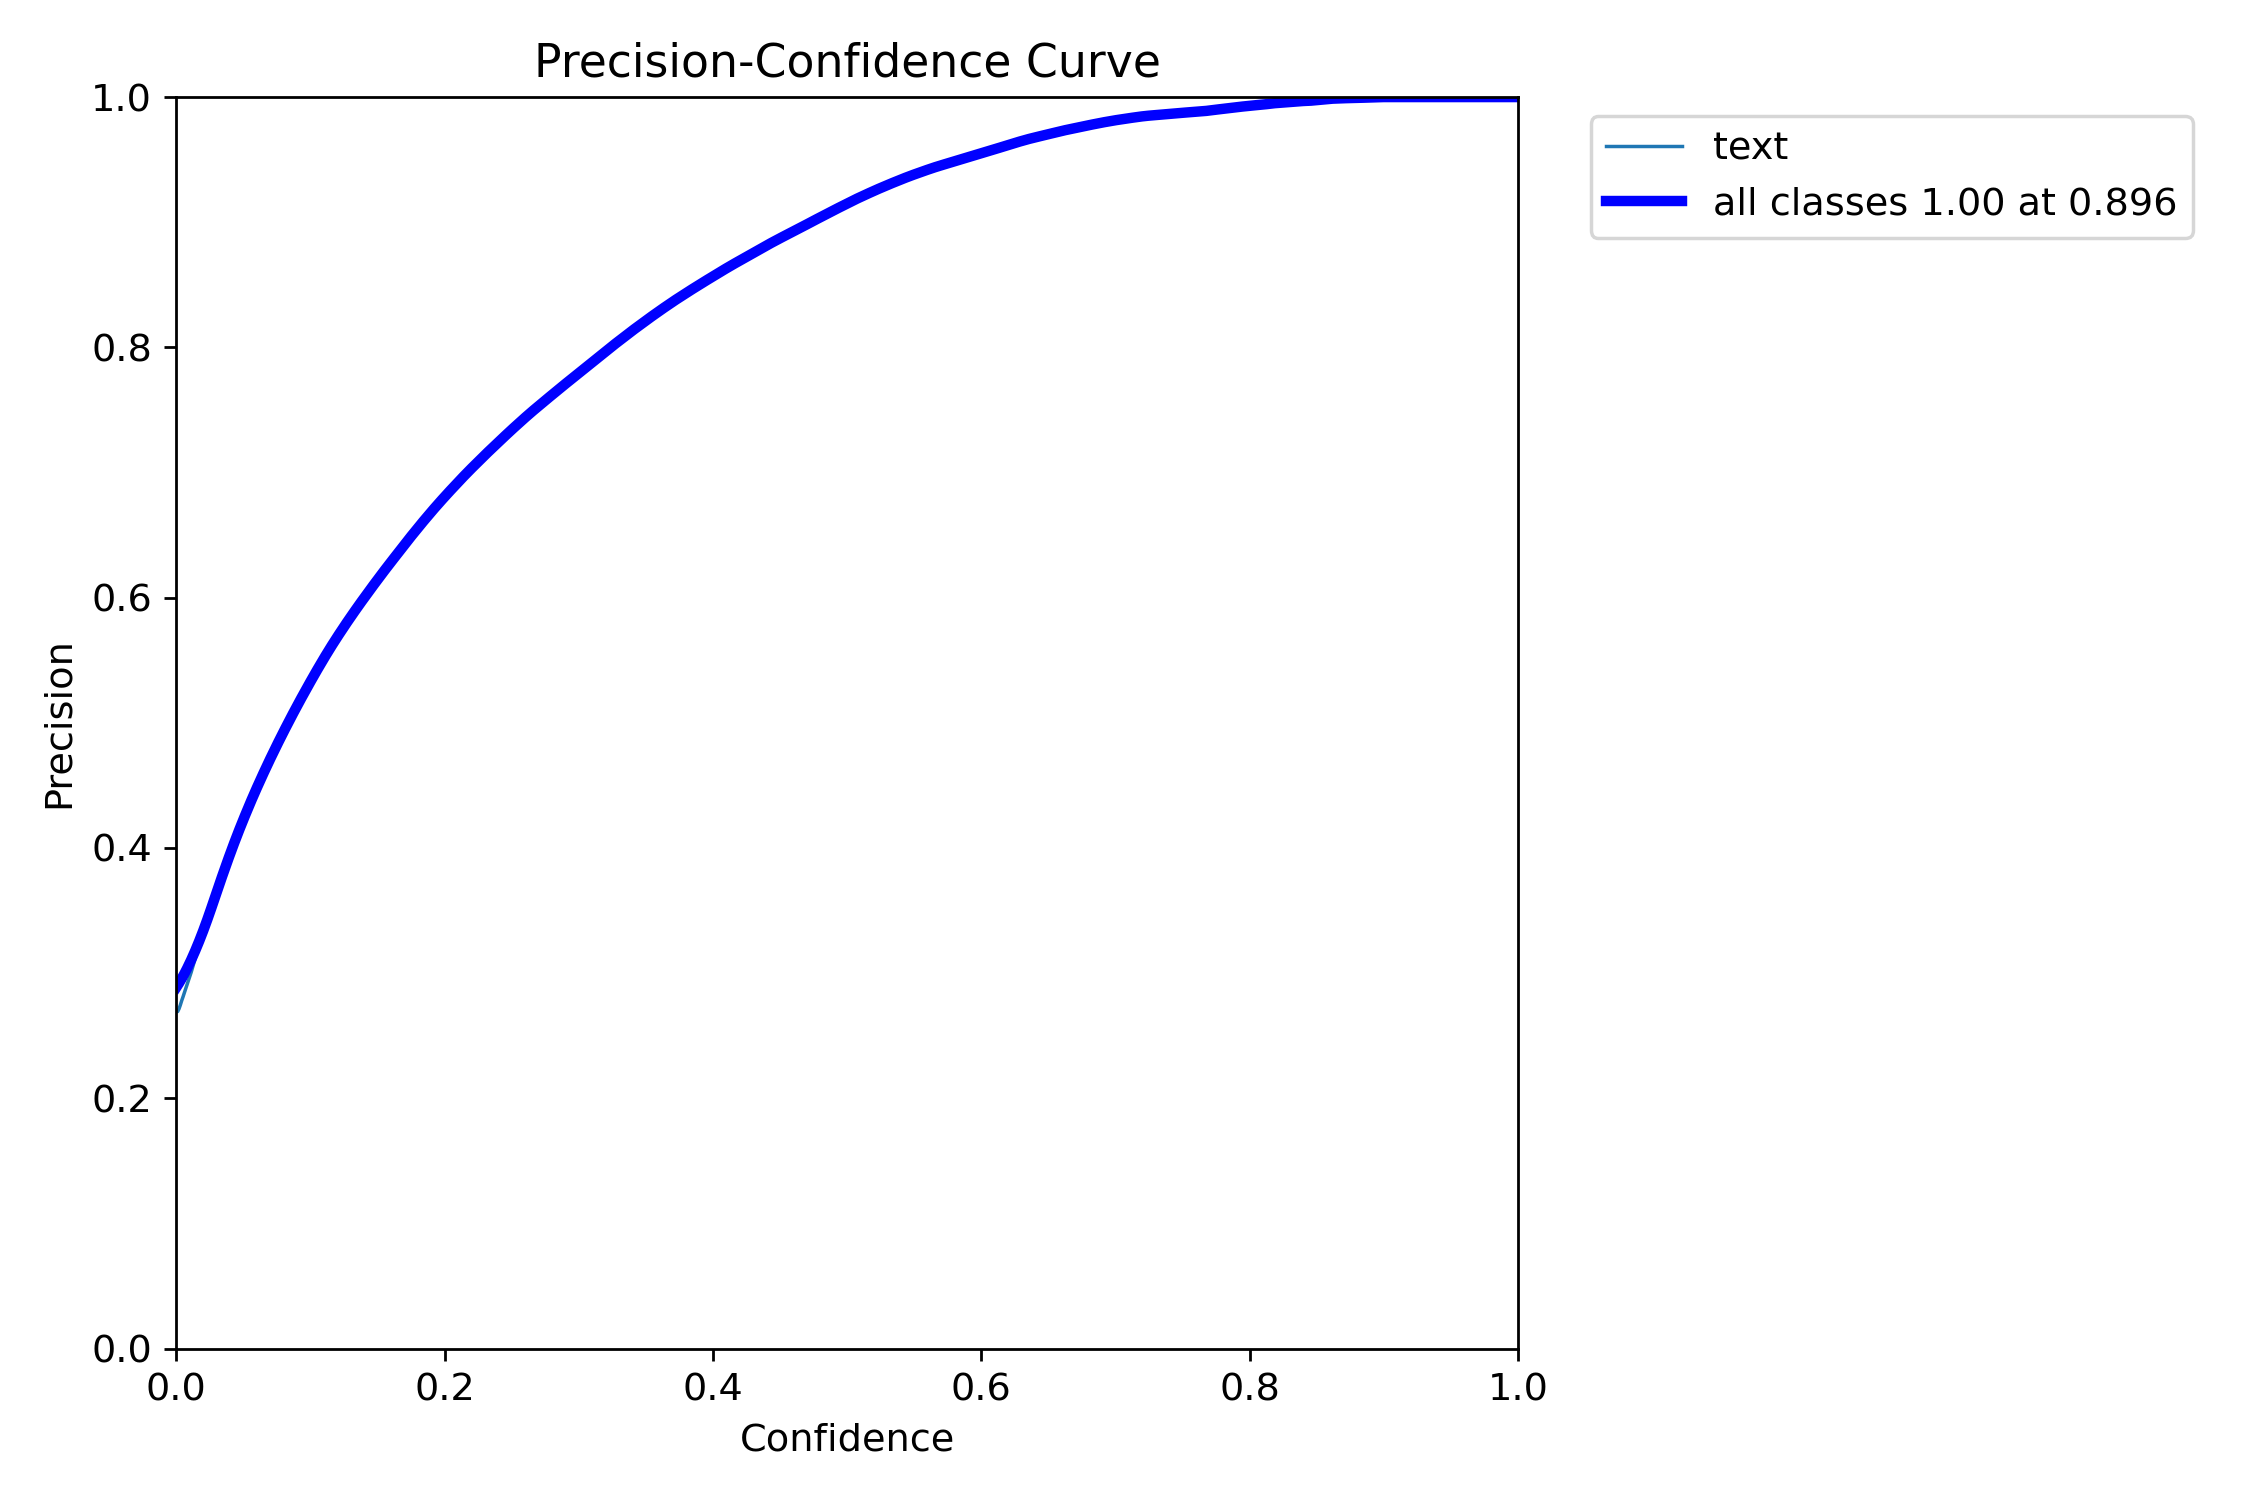 Precision-Confidence Curve
1.0
0.8
0.6
0.4
0.2
0.0
Precision
0.0 0.2 0.4 0.6 0.8 1.0
Confidence
text
all classes 1.00 at 0.896